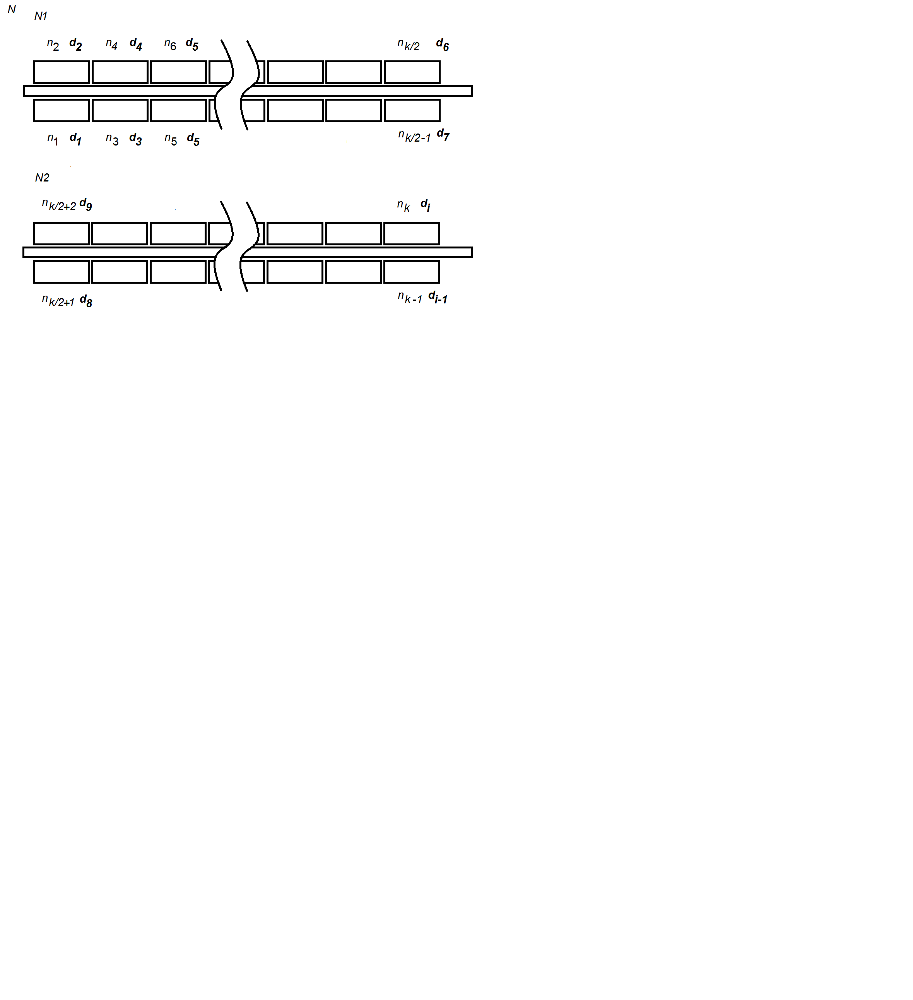 N
N1
n2 d2 n4 d4 n6 d5 nk/2 d6
n1 d1 n3 d3 n5 d5 nk/2-1 d7
N2
nk/2+2 d9 nk di
nk/2+1 d8 nk-1 di-1